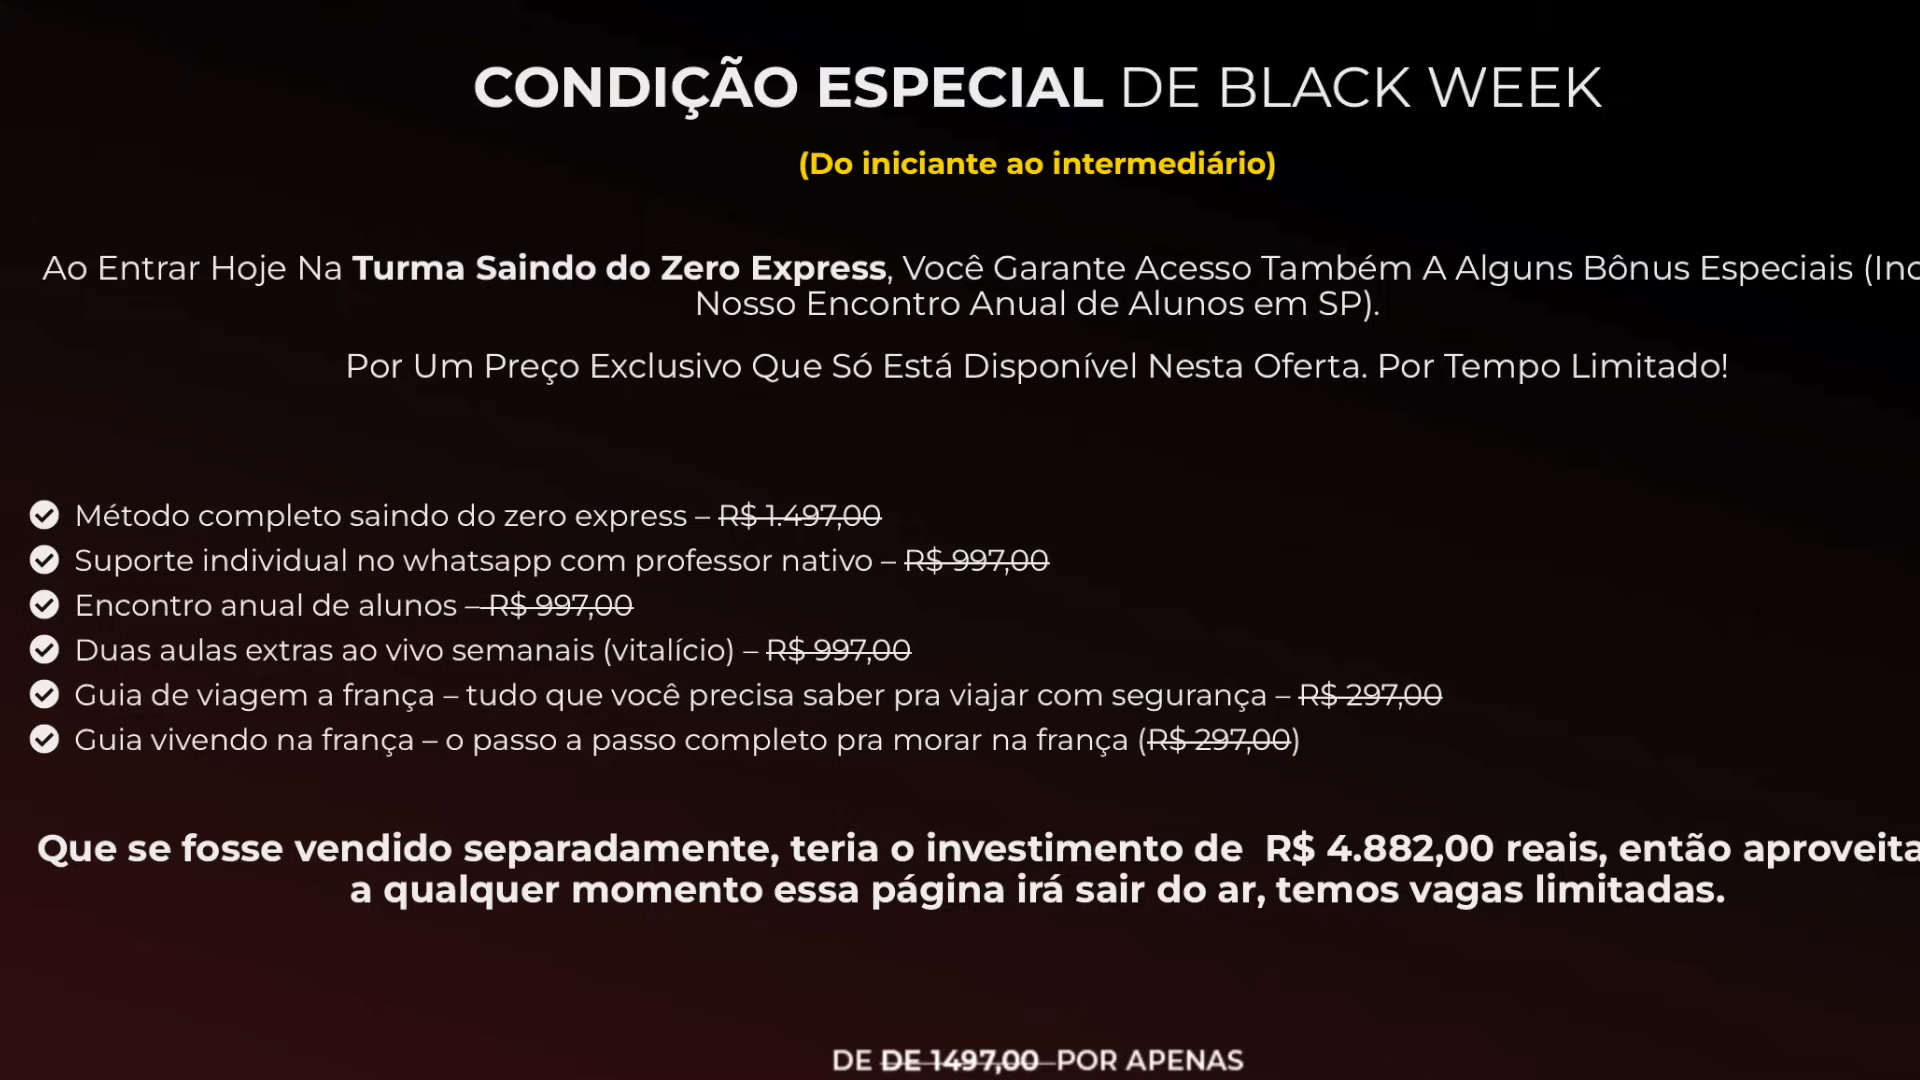 CONDIÇÃO ESPECIAL DE BLACK WEEK
(Do iniciante ao intermediário)
Ao Entrar Hoje Na Turma Saindo do Zero Express, Você Garante Acesso Também A Alguns Bônus Especiais (Inc
Nosso Encontro Anual de Alunos em SP).
Por Um Preço Exclusivo Que Só Está Disponível Nesta Oferta. Por Tempo Limitado!
Método completo saindo do zero express – R$ 1.497,00
Suporte individual no whatsapp com professor nativo – R$ 997,00
Encontro anual de alunos – R$ 997,00
Duas aulas extras ao vivo semanais (vitalício) – R$ 997,00
Guia de viagem a frança – tudo que você precisa saber pra viajar com segurança – R$ 297,00
Guia vivendo na frança – o passo a passo completo pra morar na frança (R$ 297,00)
Que se fosse vendido separadamente, teria o investimento de R$ 4.882,00 reais, então aproveita
a qualquer momento essa página irá sair do ar, temos vagas limitadas.
DE DE 1497,00 POR APENAS